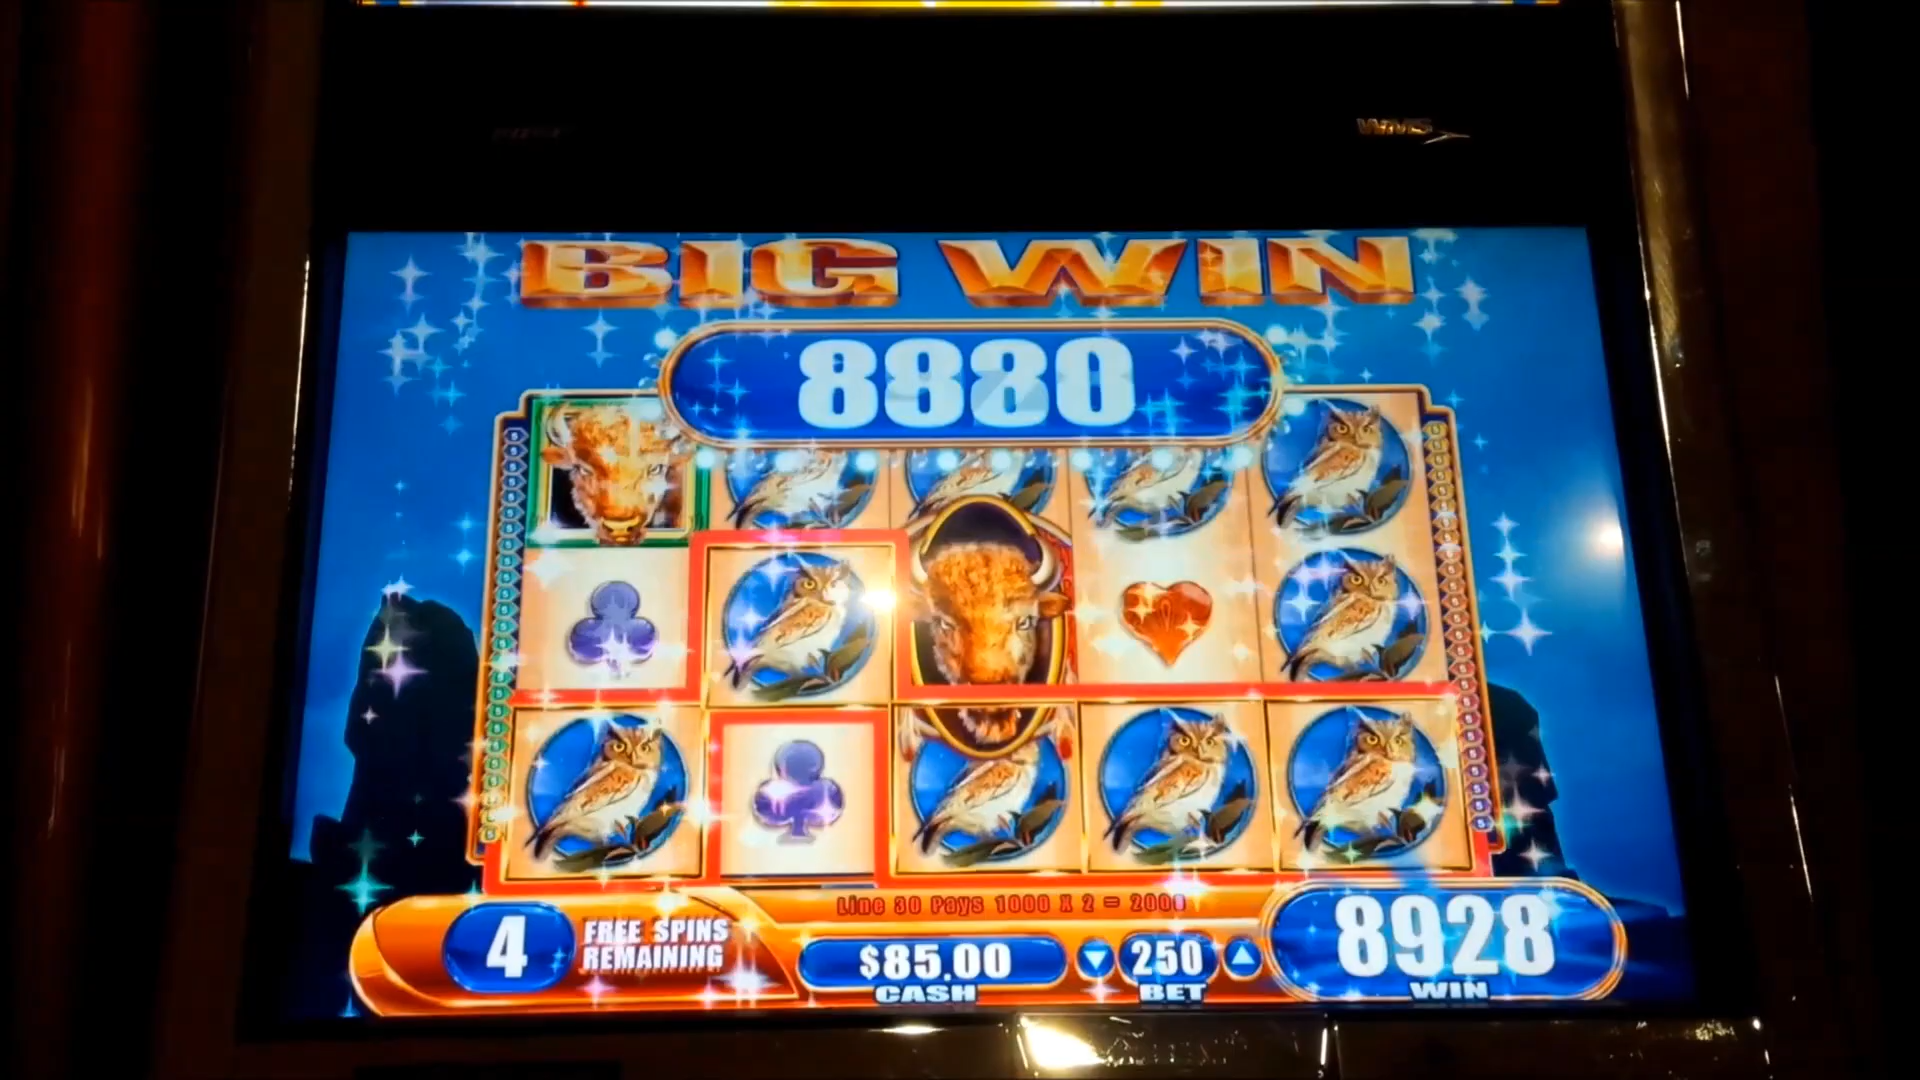 WMS
BIG WIN
8820
4
FREE SPINS
REMAINING
Line 30 Pays 1000 X 2 = 2000
$85.00
CASH
250
BET
8928
WIN